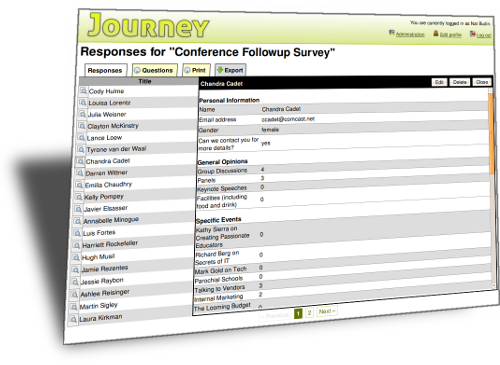 Journey
You are currently logged in as Nat Budin.
Administration Edit profile Log out
Responses for "Conference Followup Survey"
Responses Questions Print Export
Title
Cody Hulme
Louisa Lorentz
Julia Weisner
Clayton McKinstry
Lance Loew
Tyrone van der Waal
Chandra Cadet
Darren Wittner
Emilia Chaudhry
Kelly Pompey
Javier Elsasser
Annabelle Minogue
Luis Fortes
Harriett Rockefeller
Hugh Musil
Jamie Rezentes
Jessie Raybon
Ashlee Reisinger
Martin Sigley
Laura Kirkman
Chandra Cadet Edit Delete Close
Personal Information
Name Chandra Cadet
Email address ccadet@comcast.net
Gender female
Can we contact you for
more details? yes
General Opinions
Group Discussions 4
Panels 3
Keynote Speeches 0
Facilities (including
food and drink) 0
Specific Events
Kathy Sierra on
Creating Passionate
Educators 0
Richard Berg on
Secrets of IT 0
Mark Gold on Tech 0
Parochial Schools 0
Talking to Vendors 3
Internal Marketing 2
The Looming Budget 0
« Previous 1 2 Next »